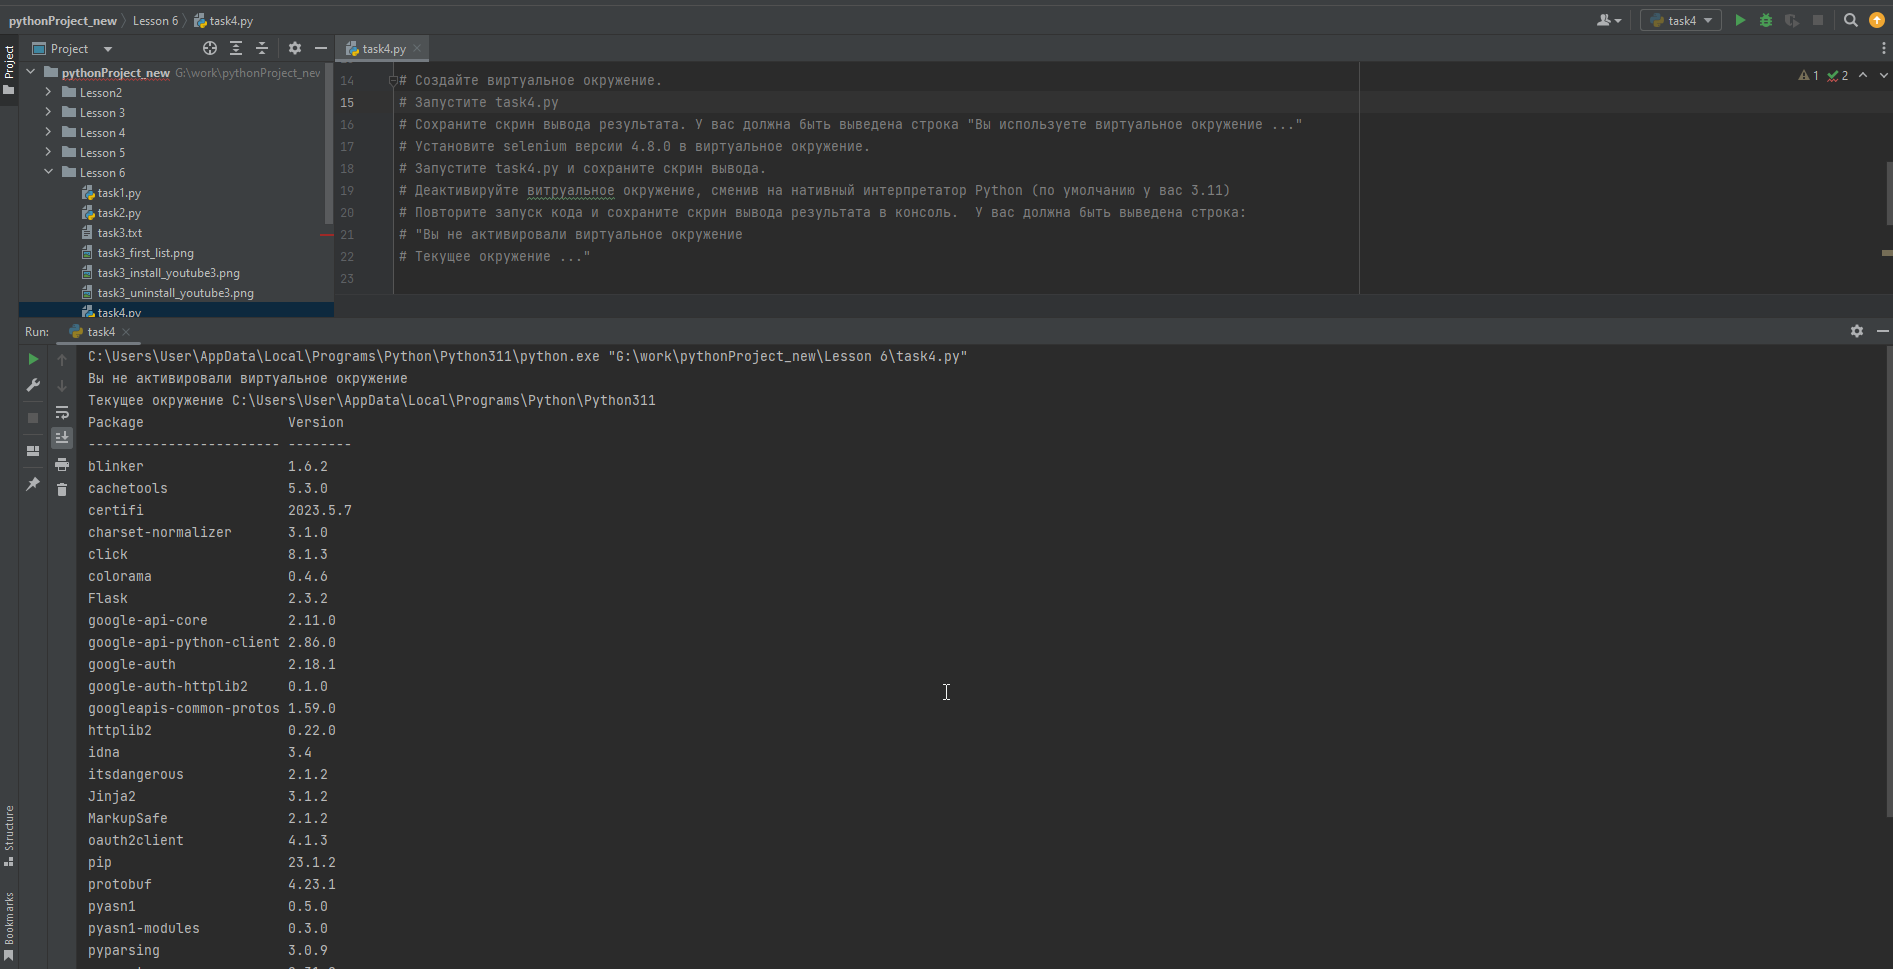 pythonProject_new Lesson 6 task4.py
task4
Project
task4.py
Project
pythonProject_new G:\work\pythonProject_new
Lesson2
Lesson 3
Lesson 4
Lesson 5
Lesson 6
task1.py
task2.py
task3.txt
task3_first_list.png
task3_install_youtube3.png
task3_uninstall_youtube3.png
task4.py
1 2
14 # Создайте виртуальное окружение.
15 # Запустите task4.py
16 # Сохраните скрин вывода результата. У вас должна быть выведена строка "Вы используете виртуальное окружение ..."
17 # Установите selenium версии 4.8.0 в виртуальное окружение.
18 # Запустите task4.py и сохраните скрин вывода.
19 # Деактивируйте витруальное окружение, сменив на нативный интерпретатор Python (по умолчанию у вас 3.11)
20 # Повторите запуск кода и сохраните скрин вывода результата в консоль.  У вас должна быть выведена строка:
21 # "Вы не активировали виртуальное окружение
22 # Текущее окружение ..."
23
Run: task4
C:\Users\User\AppData\Local\Programs\Python\Python311\python.exe "G:\work\pythonProject_new\Lesson 6\task4.py"
Вы не активировали виртуальное окружение
Текущее окружение C:\Users\User\AppData\Local\Programs\Python\Python311
Package Version
------------------------ --------
blinker 1.6.2
cachetools 5.3.0
certifi 2023.5.7
charset-normalizer 3.1.0
click 8.1.3
colorama 0.4.6
Flask 2.3.2
google-api-core 2.11.0
google-api-python-client 2.86.0
google-auth 2.18.1
google-auth-httplib2 0.1.0
googleapis-common-protos 1.59.0
httplib2 0.22.0
idna 3.4
itsdangerous 2.1.2
Jinja2 3.1.2
MarkupSafe 2.1.2
oauth2client 4.1.3
pip 23.1.2
protobuf 4.23.1
pyasn1 0.5.0
pyasn1-modules 0.3.0
pyparsing 3.0.9
Structure
Bookmarks